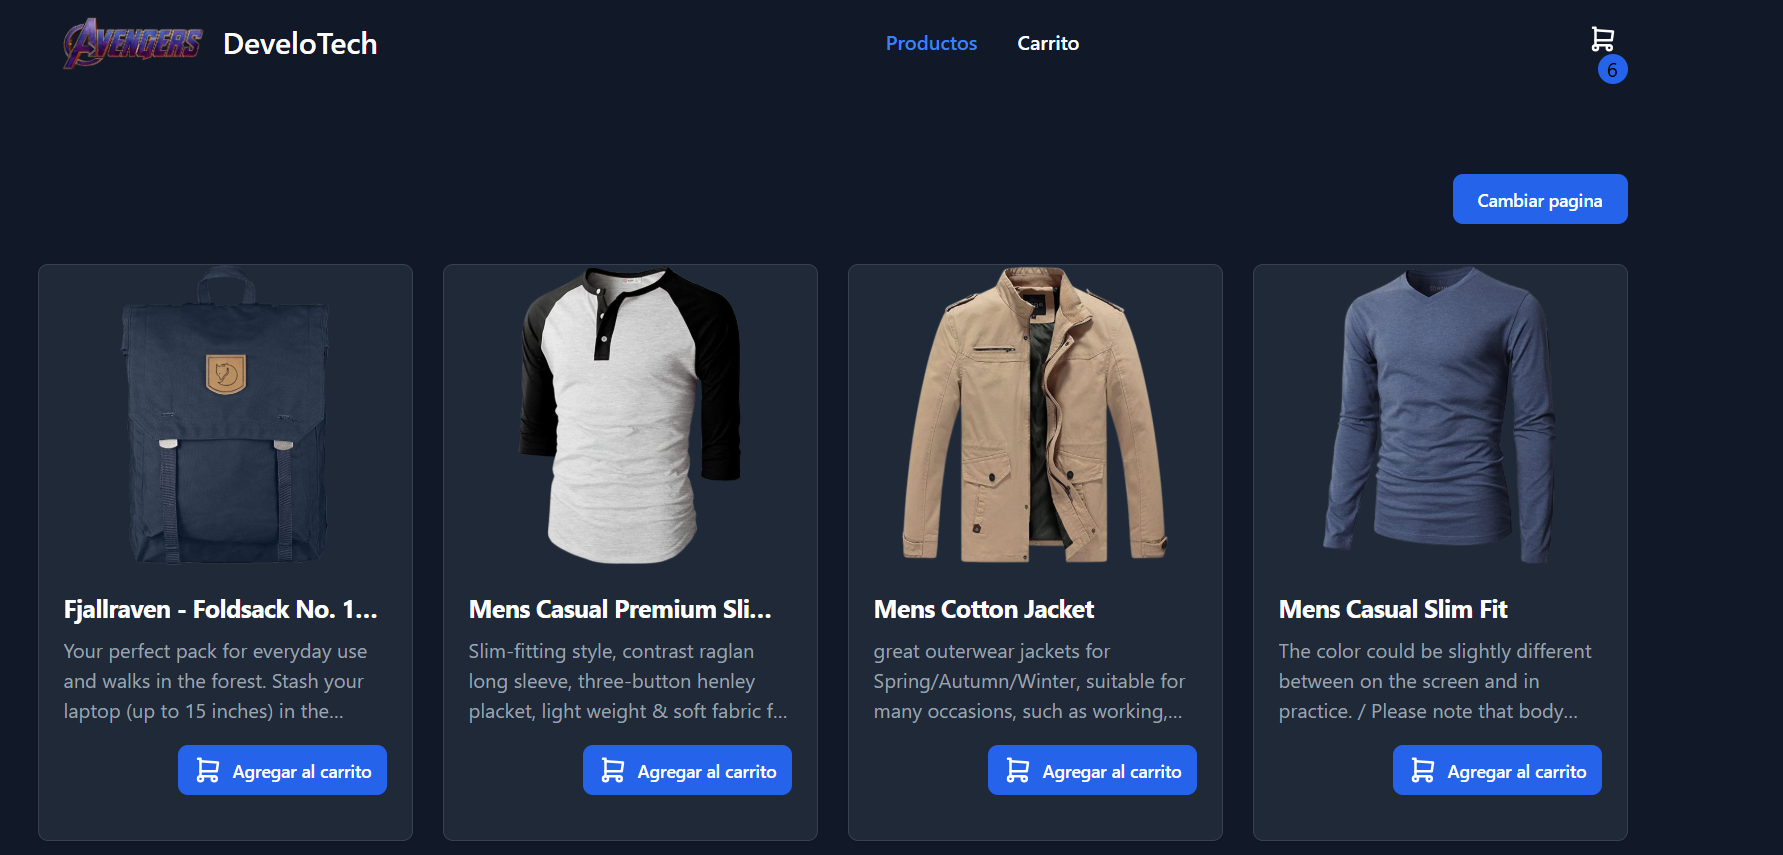 AVENGERS
DeveloTech
Productos
Carrito
6
Cambiar pagina
Fjallraven - Foldsack No. 1...
Your perfect pack for everyday use
and walks in the forest. Stash your
laptop (up to 15 inches) in the...
Agregar al carrito
Mens Casual Premium Sli...
Slim-fitting style, contrast raglan
long sleeve, three-button henley
placket, light weight & soft fabric f...
Agregar al carrito
Mens Cotton Jacket
great outerwear jackets for
Spring/Autumn/Winter, suitable for
many occasions, such as working,...
Agregar al carrito
Mens Casual Slim Fit
The color could be slightly different
between on the screen and in
practice. / Please note that body...
Agregar al carrito